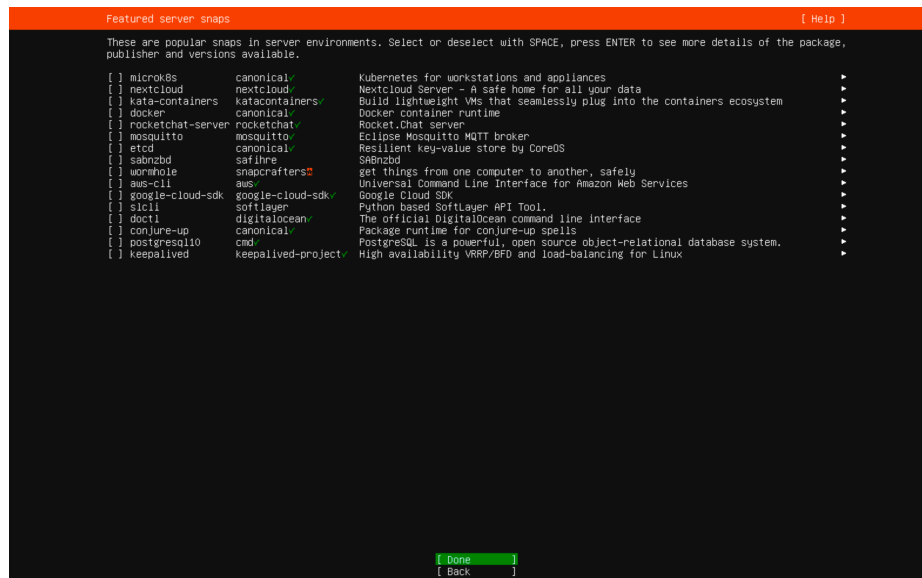 Featured server snaps [ Help ]
These are popular snaps in server environments. Select or deselect with SPACE, press ENTER to see more details of the package,
publisher and versions available.
[ ] microk8s canonical✓ Kubernetes for workstations and appliances ▸
[ ] nextcloud nextcloud✓ Nextcloud Server - A safe home for all your data ▸
[ ] kata-containers katacontainers✓ Build lightweight VMs that seamlessly plug into the containers ecosystem ▸
[ ] docker canonical✓ Docker container runtime ▸
[ ] rocketchat-server rocketchat✓ Rocket.Chat server ▸
[ ] mosquitto mosquitto✓ Eclipse Mosquitto MQTT broker ▸
[ ] etcd canonical✓ Resilient key-value store by CoreOS ▸
[ ] sabnzbd safihre SABnzbd ▸
[ ] wormhole snapcrafters get things from one computer to another, safely ▸
[ ] aws-cli aws✓ Universal Command Line Interface for Amazon Web Services ▸
[ ] google-cloud-sdk google-cloud-sdk✓ Google Cloud SDK ▸
[ ] slcli softlayer Python based SoftLayer API Tool. ▸
[ ] doctl digitalocean✓ The official DigitalOcean command line interface ▸
[ ] conjure-up canonical✓ Package runtime for conjure-up spells ▸
[ ] postgresql10 cmd✓ PostgreSQL is a powerful, open source object-relational database system. ▸
[ ] keepalived keepalived-project✓ High availability VRRP/BFD and load-balancing for Linux ▸
[ Done ]
[ Back ]